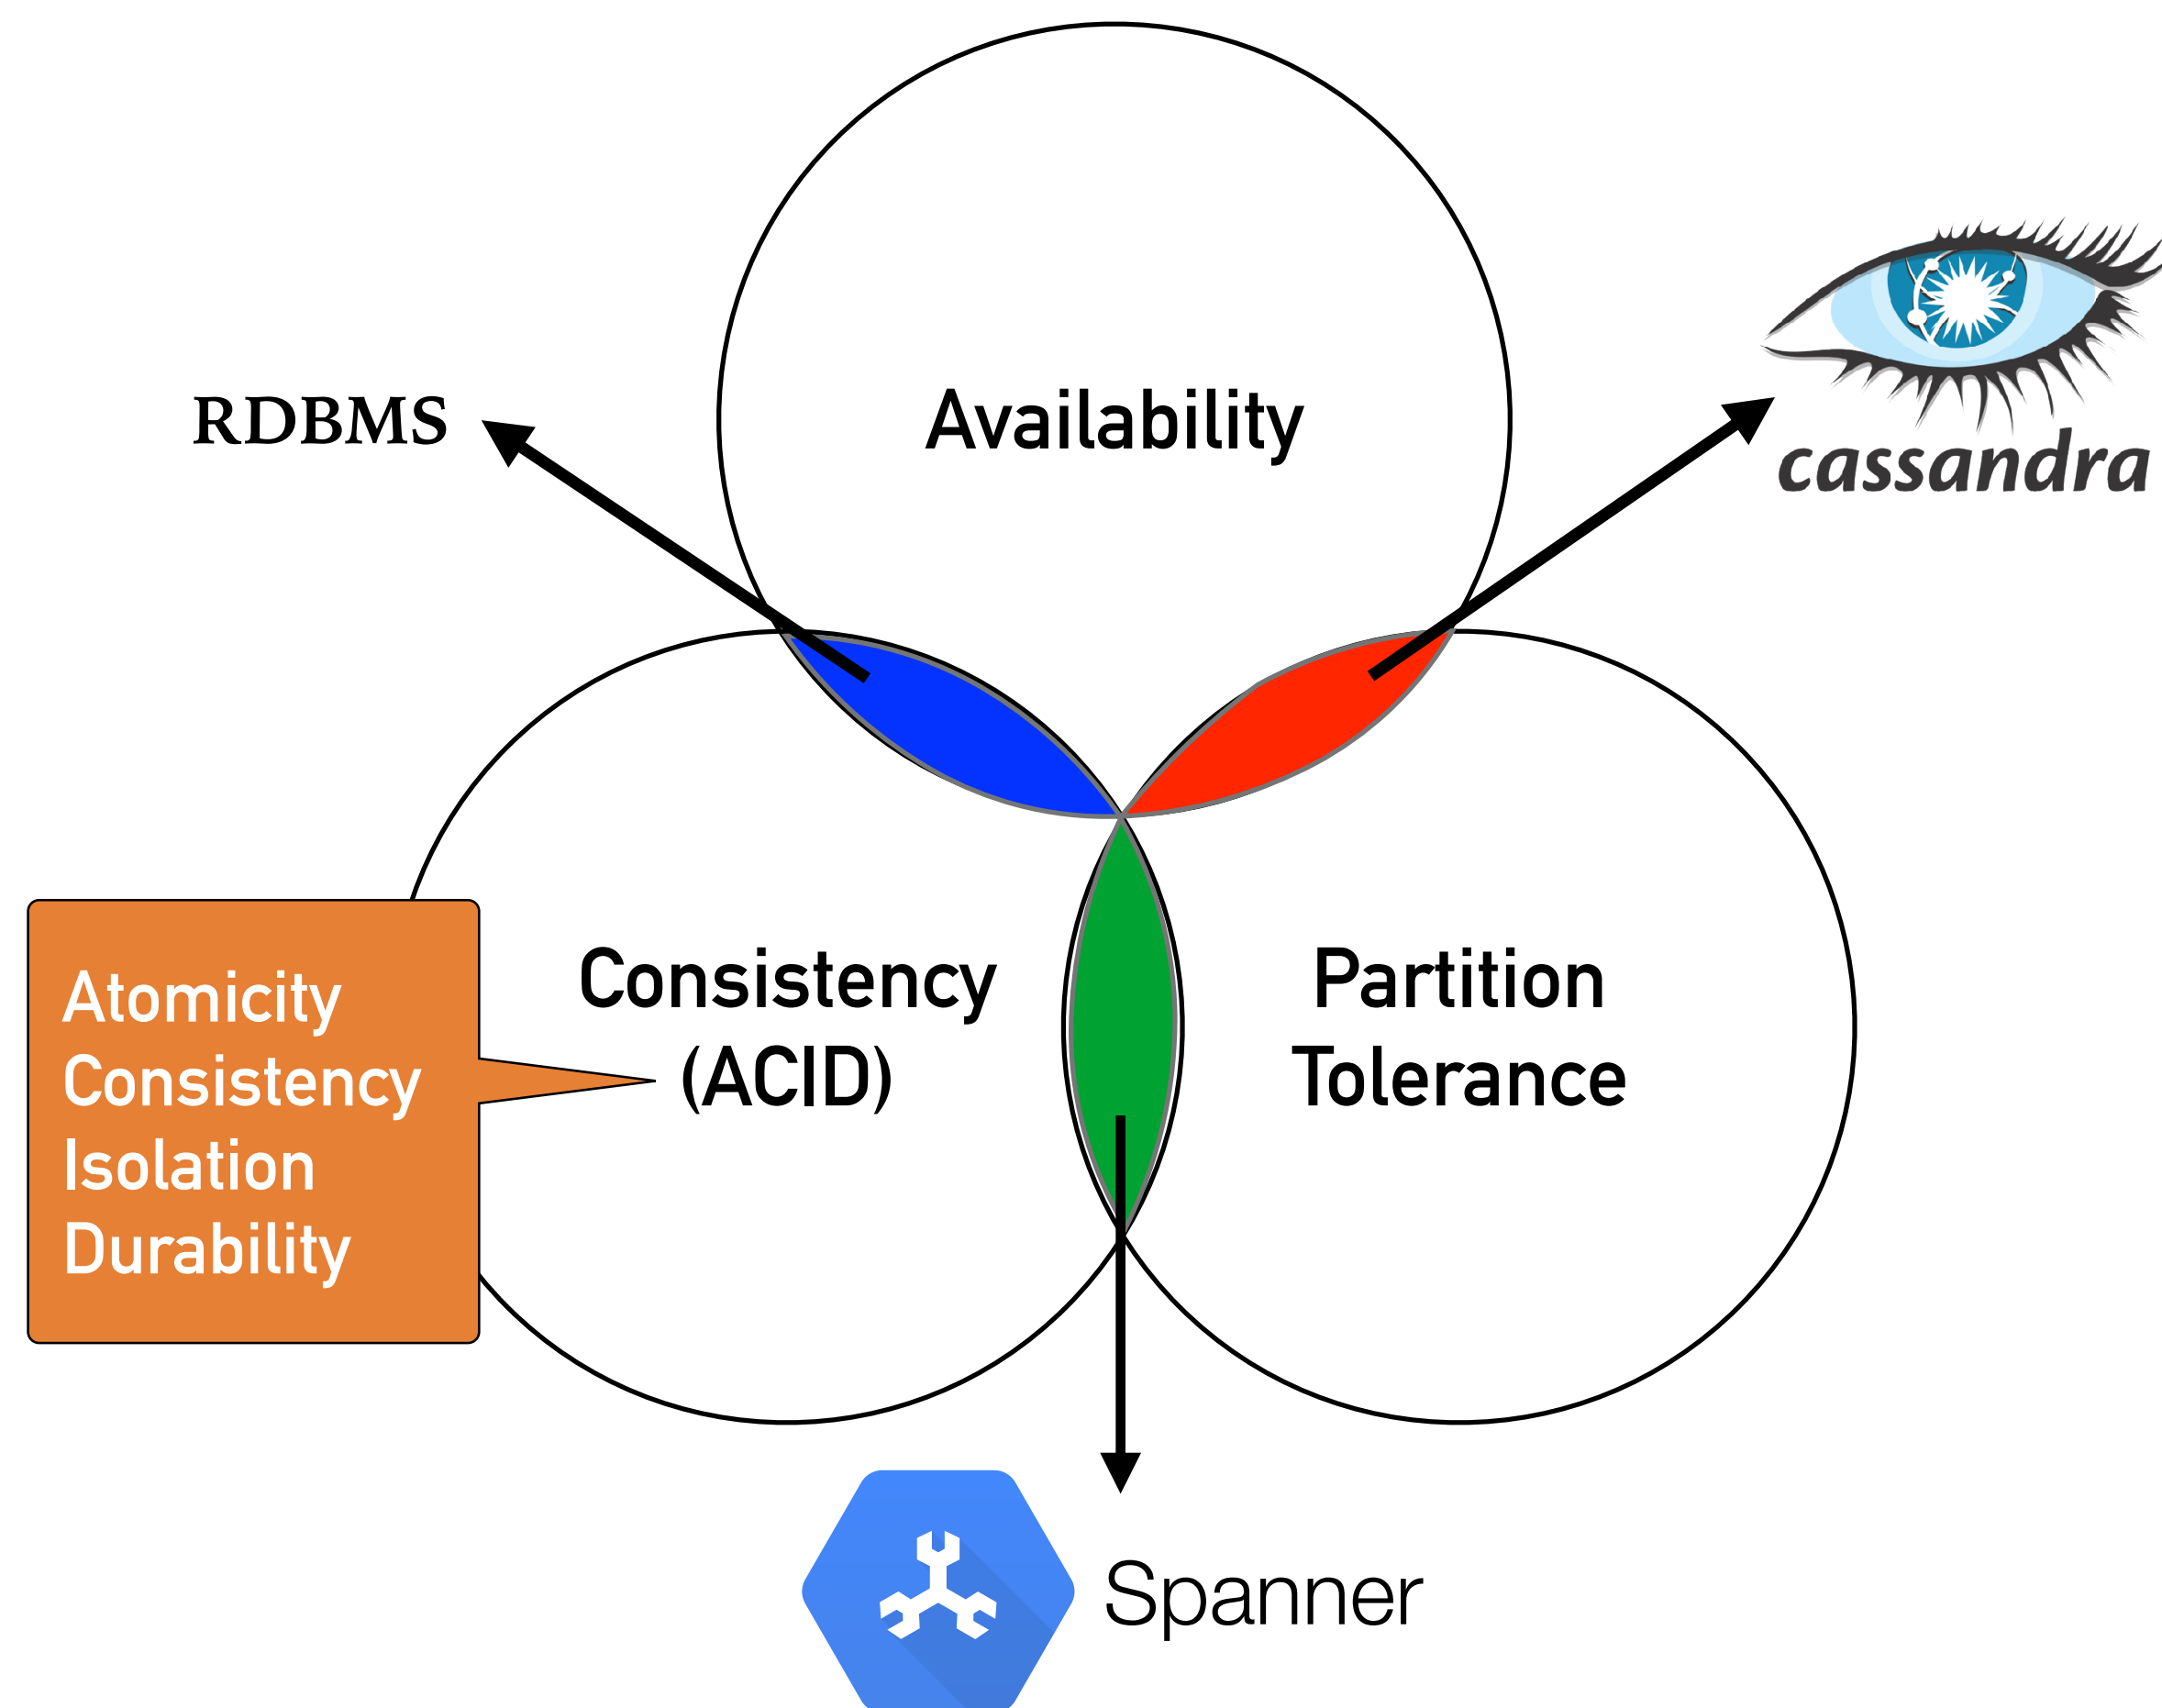 Availability
RDBMS
cassandra
Consistency
(ACID)
Partition
Tolerance
Atomicity
Consistency
Isolation
Durability
Spanner